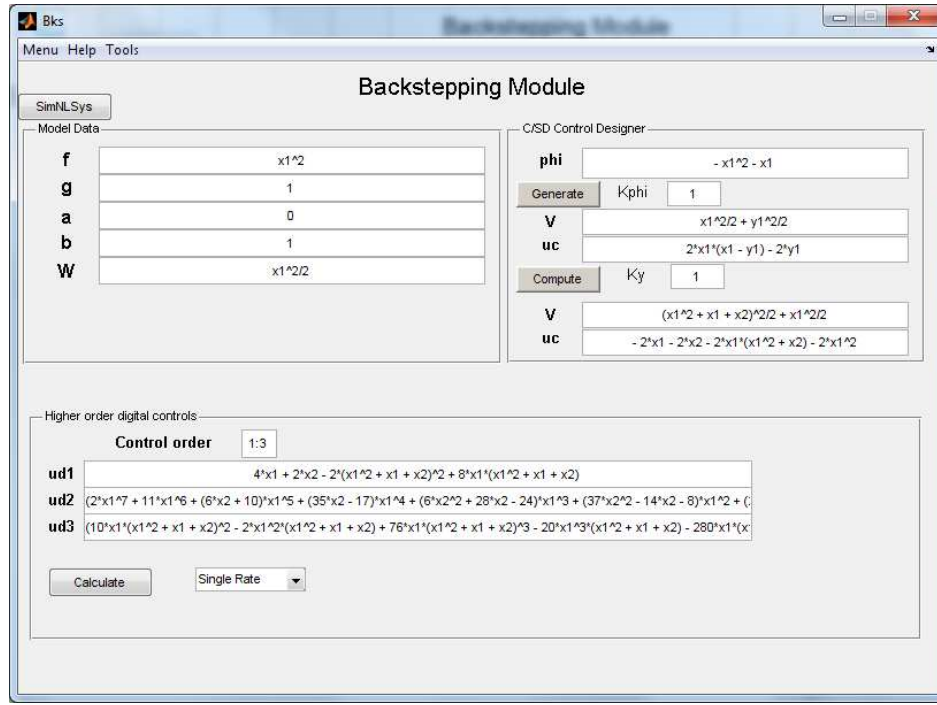 Bks
Backstepping Module
Menu Help Tools
Backstepping Module
SimNLSys
Model Data
f x1^2
g 1
a 0
b 1
W x1^2/2
C/SD Control Designer
phi - x1^2 - x1
Generate Kphi 1
V x1^2/2 + y1^2/2
uc 2*x1*(x1 - y1) - 2*y1
Compute Ky 1
V (x1^2 + x1 + x2)^2/2 + x1^2/2
uc - 2*x1 - 2*x2 - 2*x1*(x1^2 + x2) - 2*x1^2
Higher order digital controls
Control order 1:3
ud1 4*x1 + 2*x2 - 2*(x1^2 + x1 + x2)^2 + 8*x1*(x1^2 + x1 + x2)
ud2 (2*x1^7 + 11*x1^6 + (6*x2 + 10)*x1^5 + (35*x2 - 17)*x1^4 + (6*x2^2 + 28*x2 - 24)*x1^3 + (37*x2^2 - 14*x2 - 8)*x1^2 + (
ud3 (10*x1*(x1^2 + x1 + x2)^2 - 2*x1^2*(x1^2 + x1 + x2) + 76*x1*(x1^2 + x1 + x2)^3 - 20*x1^3*(x1^2 + x1 + x2) - 280*x1*(x
Calculate Single Rate